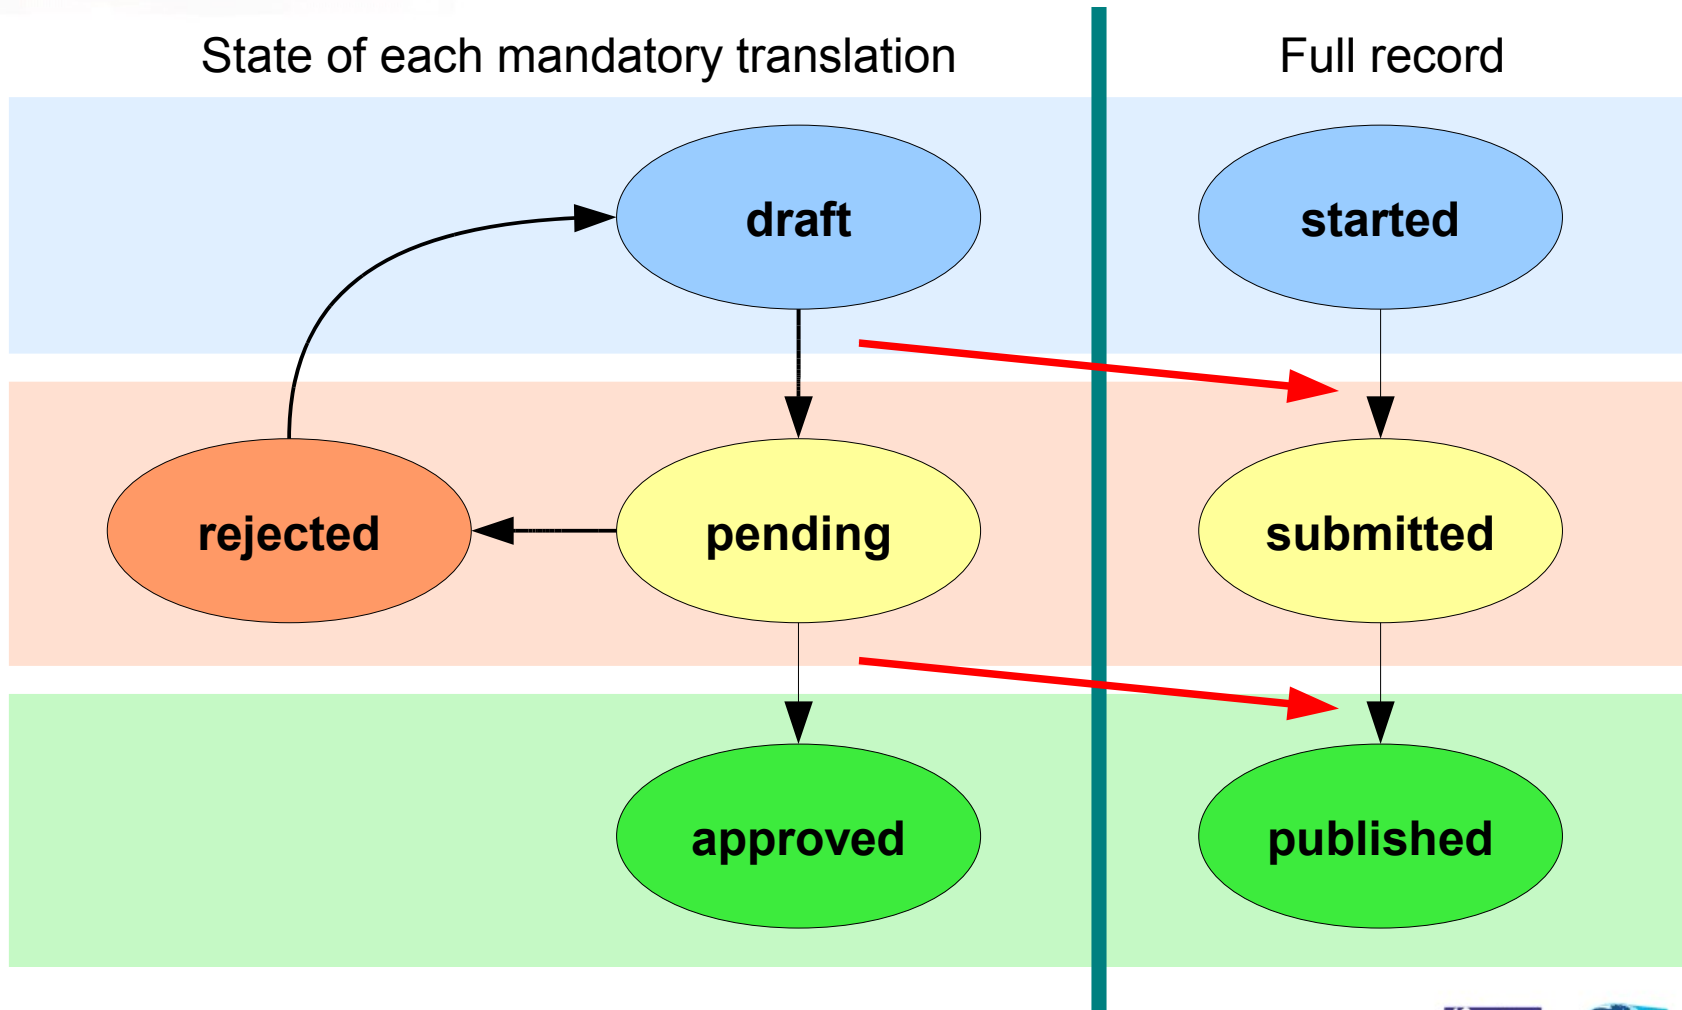 State of each mandatory translation
Full record
draft
started
rejected
pending
submitted
approved
published